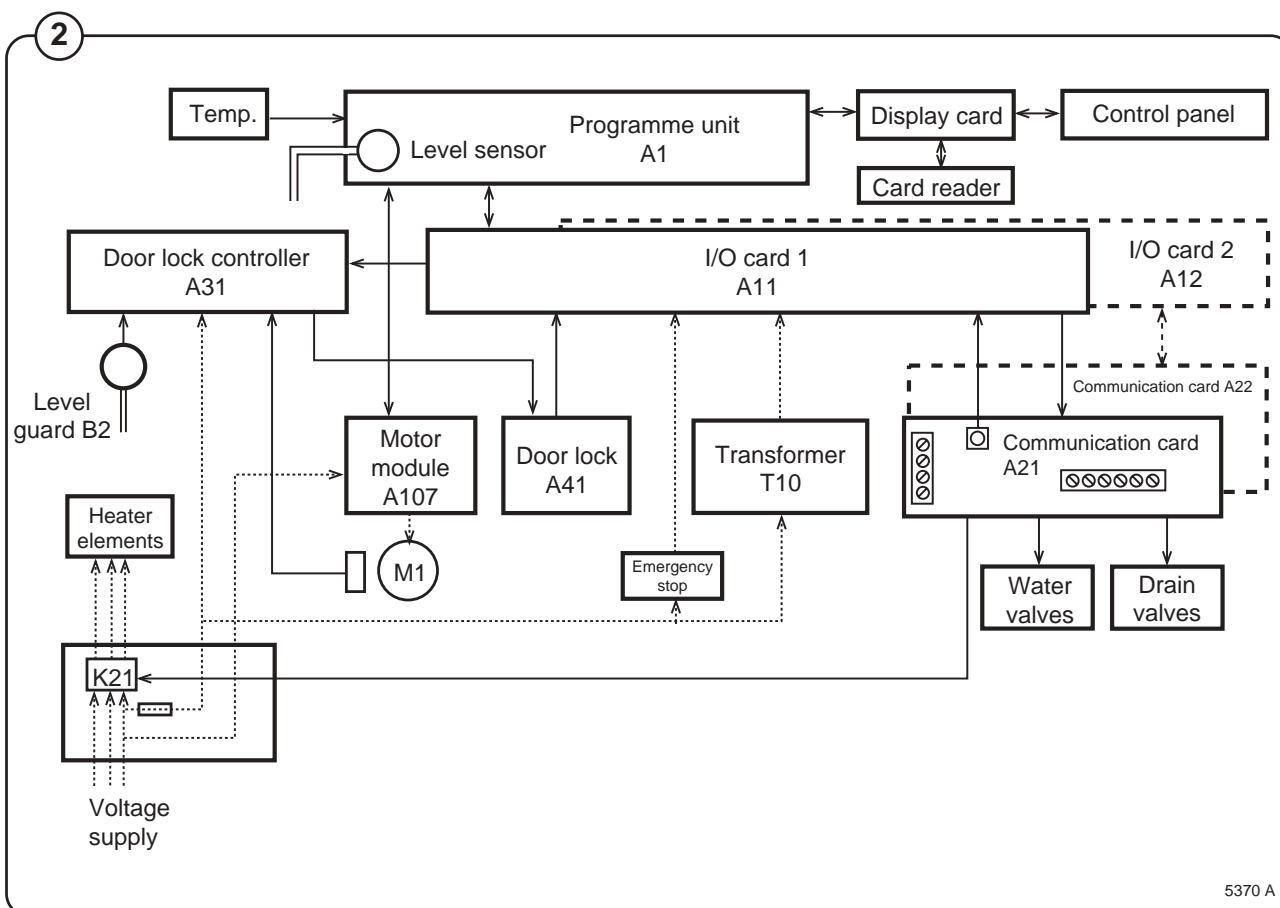 2
Temp.
Programme unit
A1
Level sensor
Display card
Control panel
Card reader
Door lock controller
A31
I/O card 1
A11
I/O card 2
A12
Level
guard B2
Communication card A22
Motor
module
A107
Door lock
A41
Transformer
T10
Communication card
A21
Heater
elements
M1
Emergency
stop
Water
valves
Drain
valves
K21
Voltage
supply
5370 A